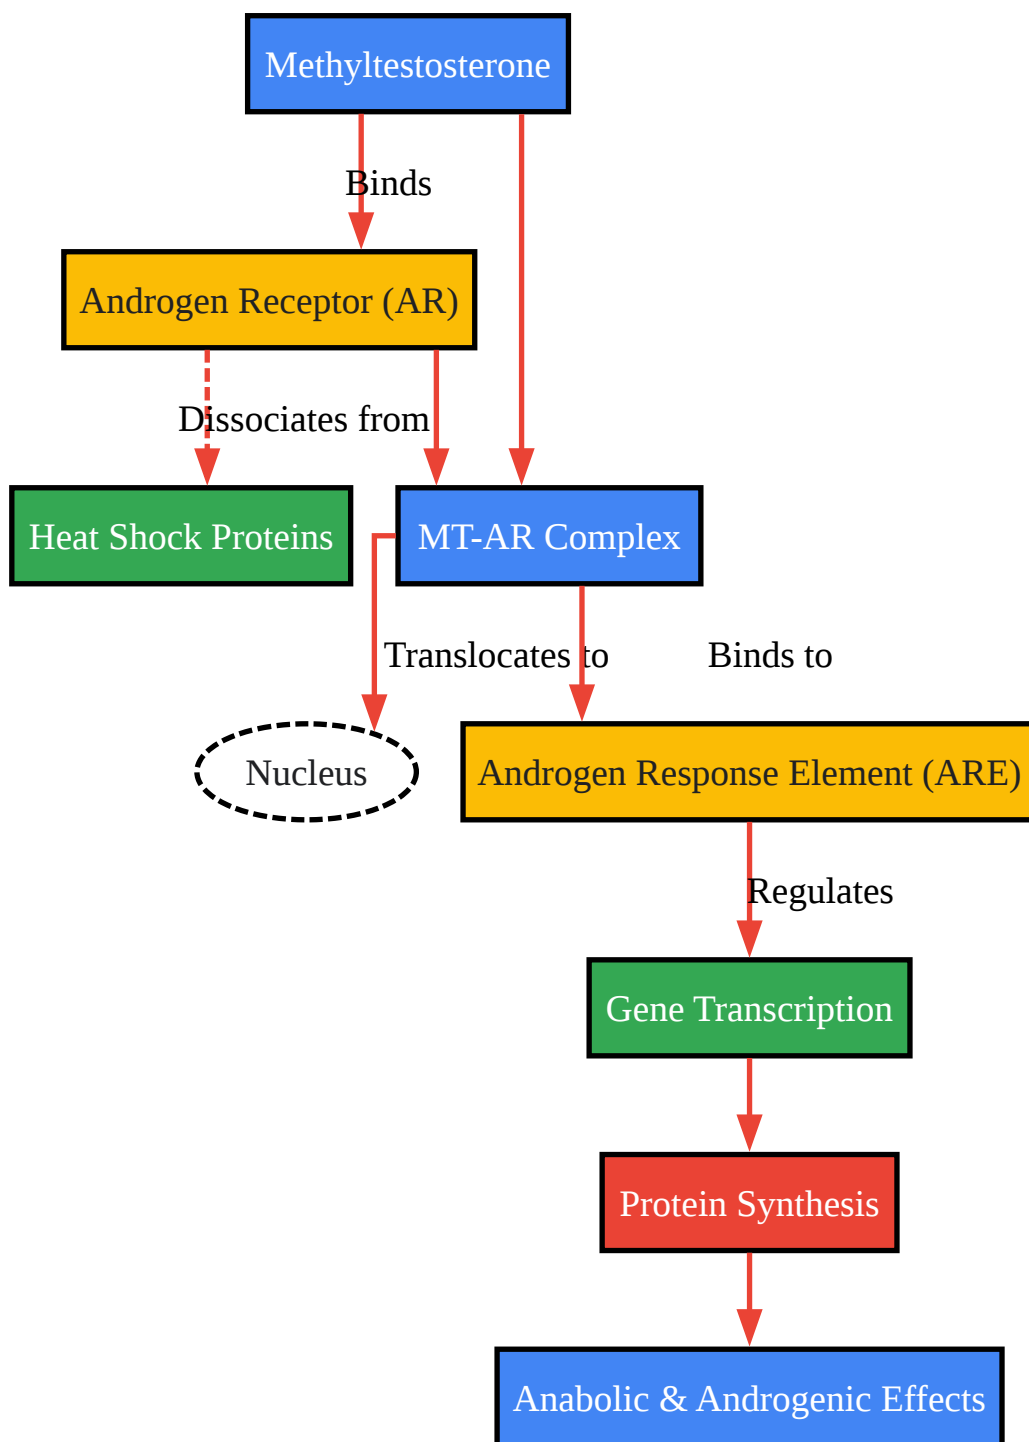 Methyltestosterone
Binds
Androgen Receptor (AR)
Dissociates from
Heat Shock Proteins
MT-AR Complex
Translocates to
Binds to
Nucleus
Androgen Response Element (ARE)
Regulates
Gene Transcription
Protein Synthesis
Anabolic & Androgenic Effects